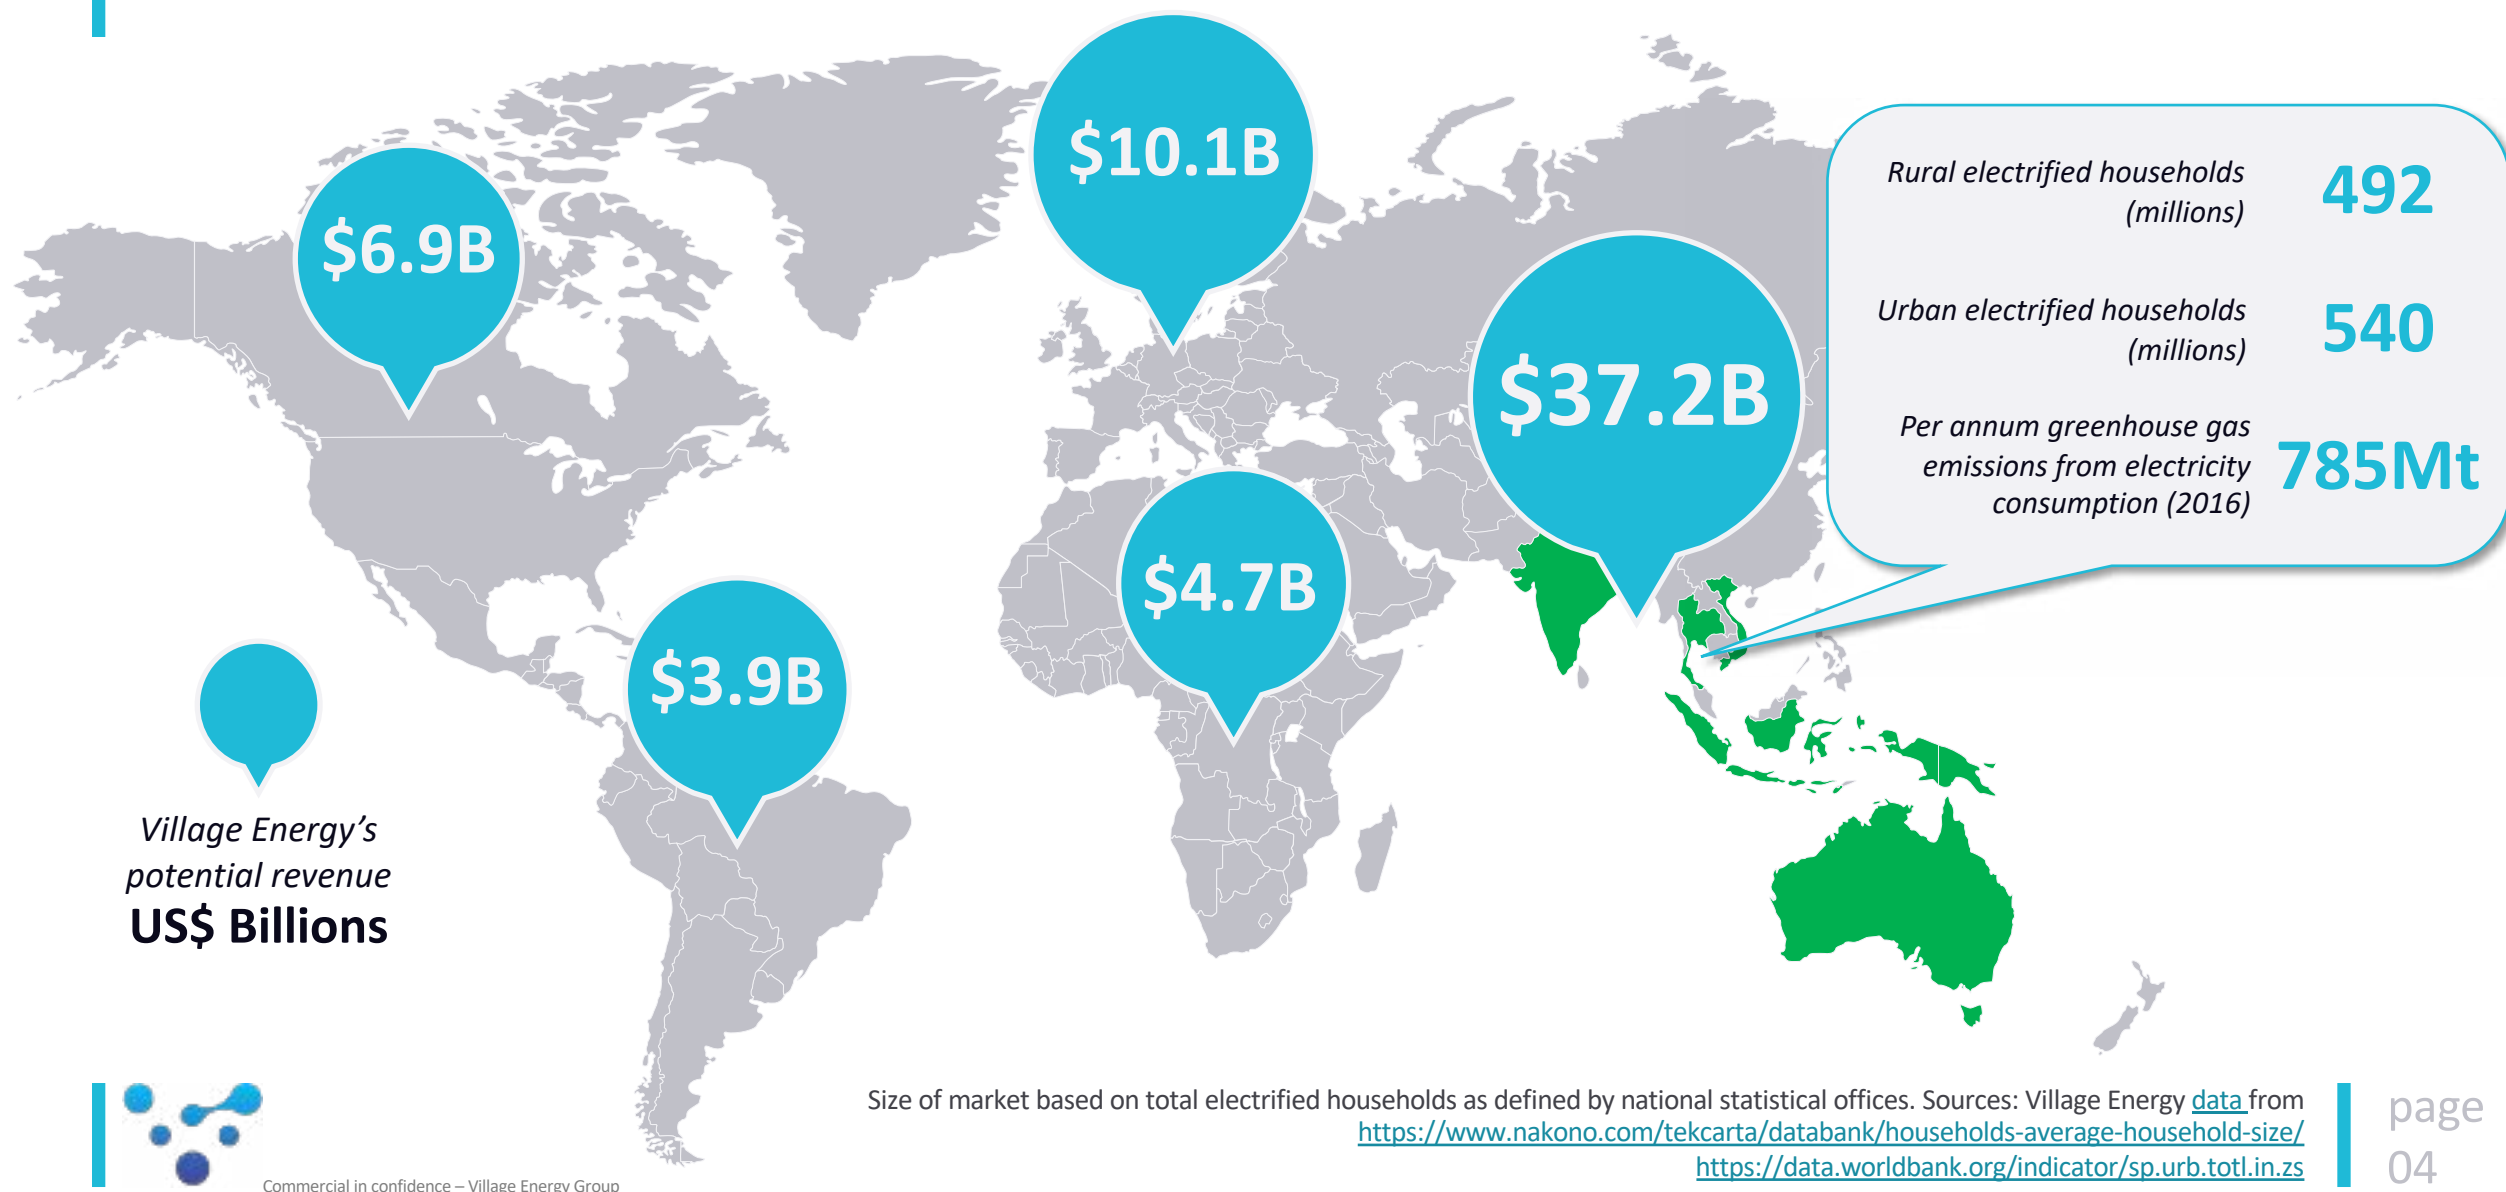 $10.1B
$6.9B
$37.2B
$4.7B
$3.9B
Rural electrified households
(millions)
492
Urban electrified households
(millions)
540
Per annum greenhouse gas
emissions from electricity
consumption (2016)
785Mt
Village Energy’s
potential revenue
US$ Billions
Size of market based on total electrified households as defined by national statistical offices. Sources: Village Energy data from
https://www.nakono.com/tekcarta/databank/households-average-household-size/
https://data.worldbank.org/indicator/sp.urb.totl.in.zs
Commercial in confidence – Village Energy Group
page
04